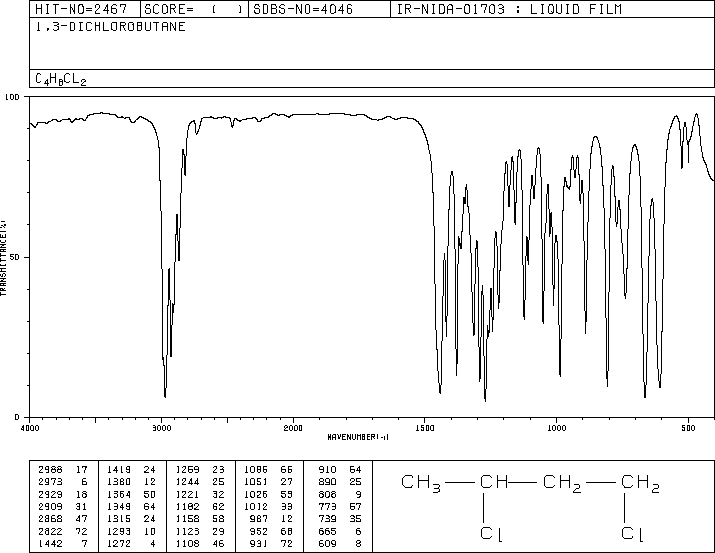 HIT-NO=2467 SCORE= ( ) SDBS-NO=4046 IR-NIDA-01703 : LIQUID FILM
1,3-DICHLOROBUTANE
C4H8CL2
100
50
0
TRANSMITTANCE(%)
4000 3000 2000 1500 1000 500
WAVENUMBER(-1)
2988 17 1419 24 1269 23 1086 66 910 64
2973 6 1380 12 1244 25 1051 27 890 25
2929 18 1364 50 1221 32 1026 59 808 9
2909 31 1349 64 1182 62 1012 33 773 57
2868 47 1315 24 1158 58 987 12 739 35
2822 72 1293 10 1123 29 952 68 665 6
1442 7 1272 4 1108 46 931 72 609 8
CH3 CH CH2 CH2
Cl Cl